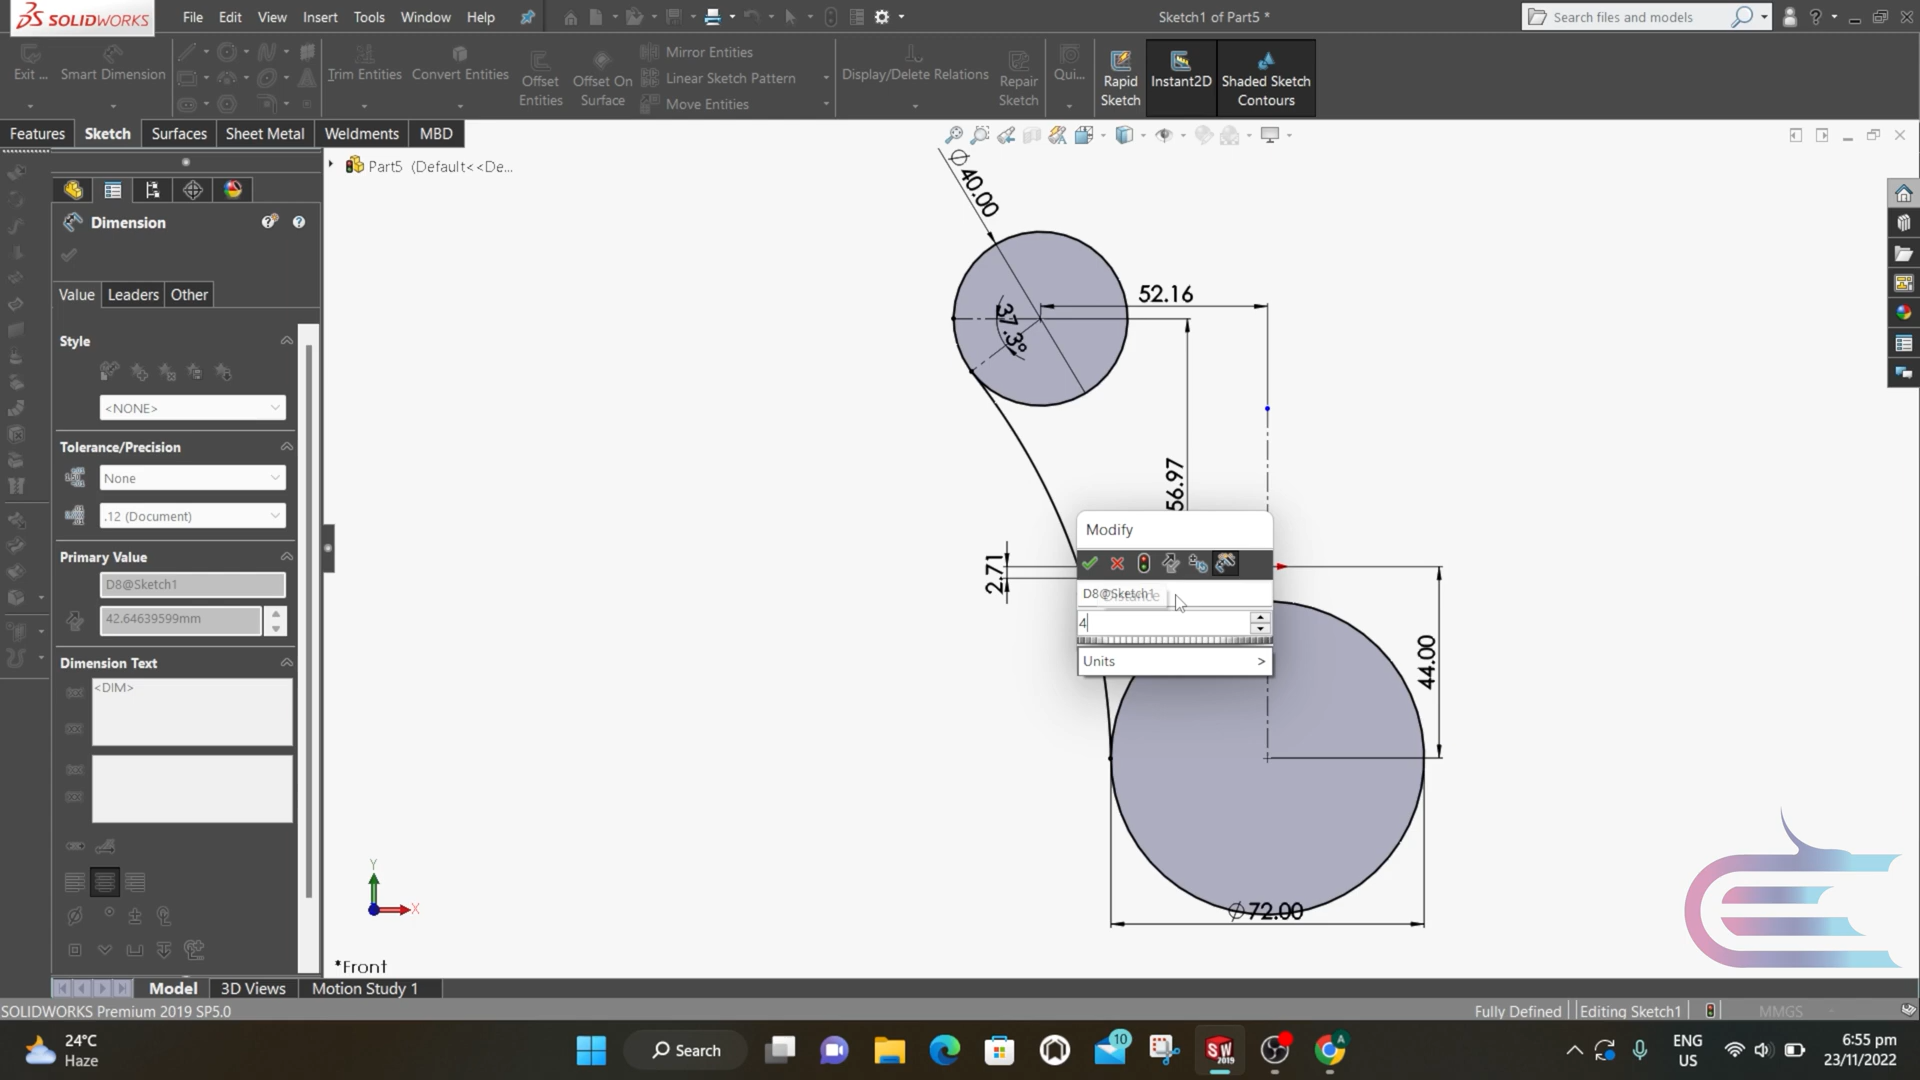 SOLIDWORKS
File Edit View Insert Tools Window Help
Sketch1 of Part5 *
Search files and models
Exit ...
Smart Dimension
Trim Entities
Convert Entities
Offset
Entities
Offset On
Surface
Mirror Entities
Linear Sketch Pattern
Move Entities
Display/Delete Relations
Repair
Sketch
Qui...
Rapid
Sketch
Instant2D
Shaded Sketch
Contours
Features Sketch Surfaces Sheet Metal Weldments MBD
Part5 (Default<<De...
Dimension
Value Leaders Other
Style
<NONE>
Tolerance/Precision
None
.12 (Document)
Primary Value
D8@Sketch1
42.64639599mm
Dimension Text
<DIM>
Ø40.00
52.16
37.3°
56.97
2.71
44.00
Ø72.00
Modify
D8@Sketch1
Distance
4
Units >
Y
X
*Front
Model 3D Views Motion Study 1
SOLIDWORKS Premium 2019 SP5.0
Fully Defined Editing Sketch1 MMGS
24°C
Haze
Search
10
SW
2019
A
ENG
US
6:55 pm
23/11/2022